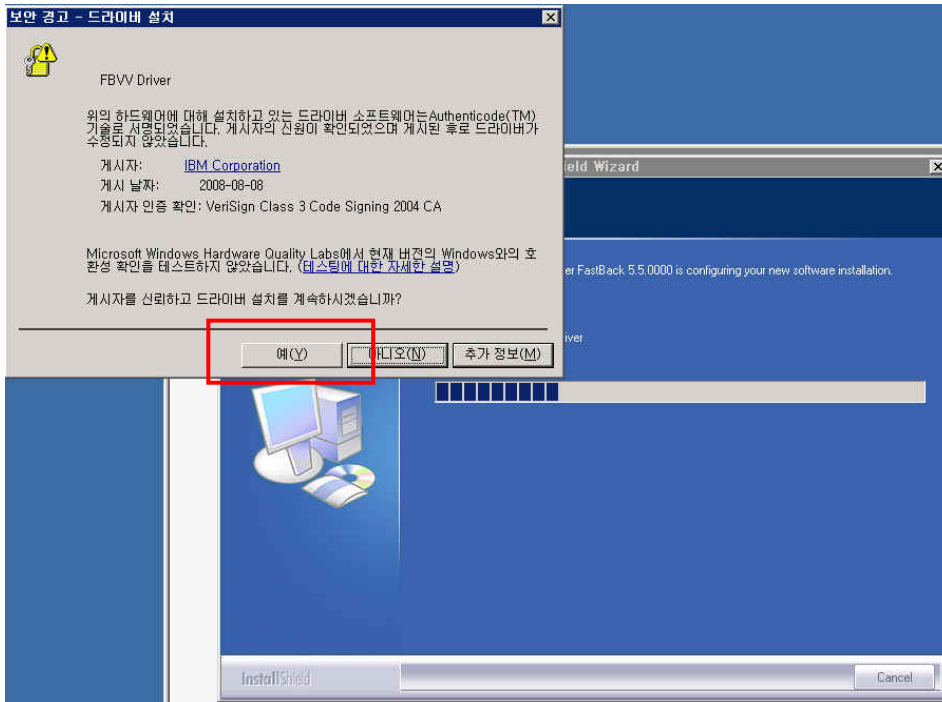 보안 경고 - 드라이버 설치
FBVV Driver
위의 하드웨어에 대해 설치하고 있는 드라이버 소프트웨어는Authenticode(TM)
기술로 서명되었습니다. 게시자의 신원이 확인되었으며 게시된 후로 드라이버가
수정되지 않았습니다.
게시자: IBM Corporation
게시 날짜: 2008-08-08
게시자 인증 확인: VeriSign Class 3 Code Signing 2004 CA
Microsoft Windows Hardware Quality Labs에서 현재 버전의 Windows와의 호
환성 확인을 테스트하지 않았습니다. (테스팅에 대한 자세한 설명)
게시자를 신뢰하고 드라이버 설치를 계속하시겠습니까?
예(Y) 아니오(N) 추가 정보(M)
ield Wizard
er FastBack 5.5.0000 is configuring your new software installation.
iver
InstallShield
Cancel